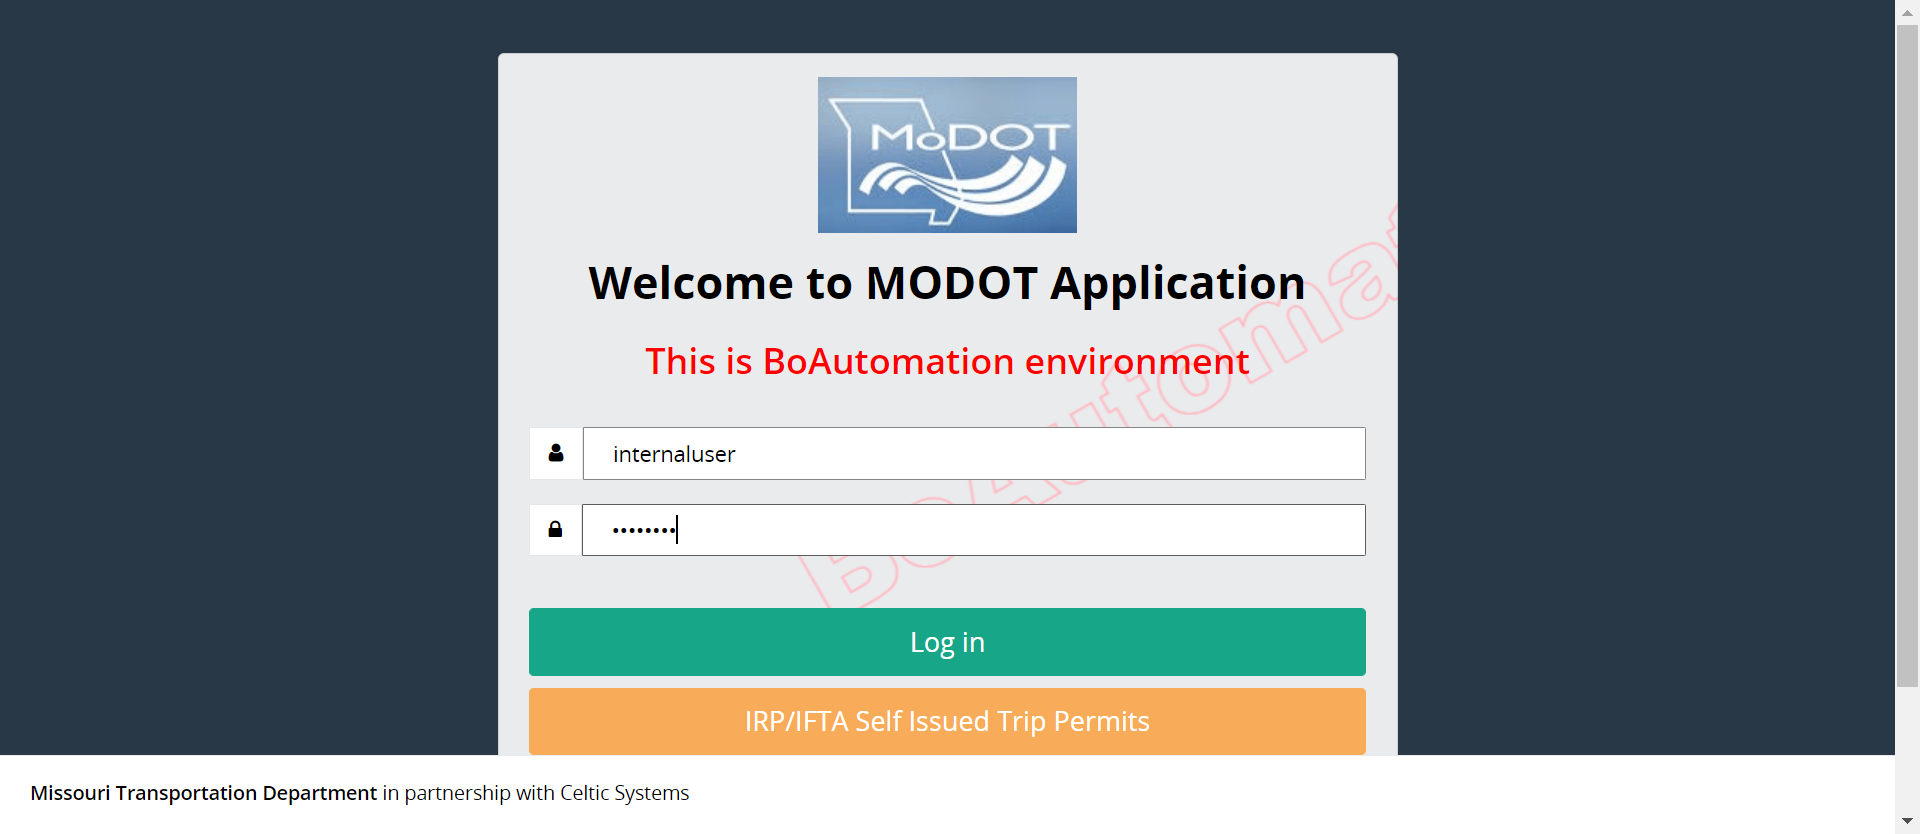 MoDOT
Welcome to MODOT Application
This is BoAutomation environment
internaluser
••••••••
Log in
IRP/IFTA Self Issued Trip Permits
Missouri Transportation Department in partnership with Celtic Systems
BoAutomat